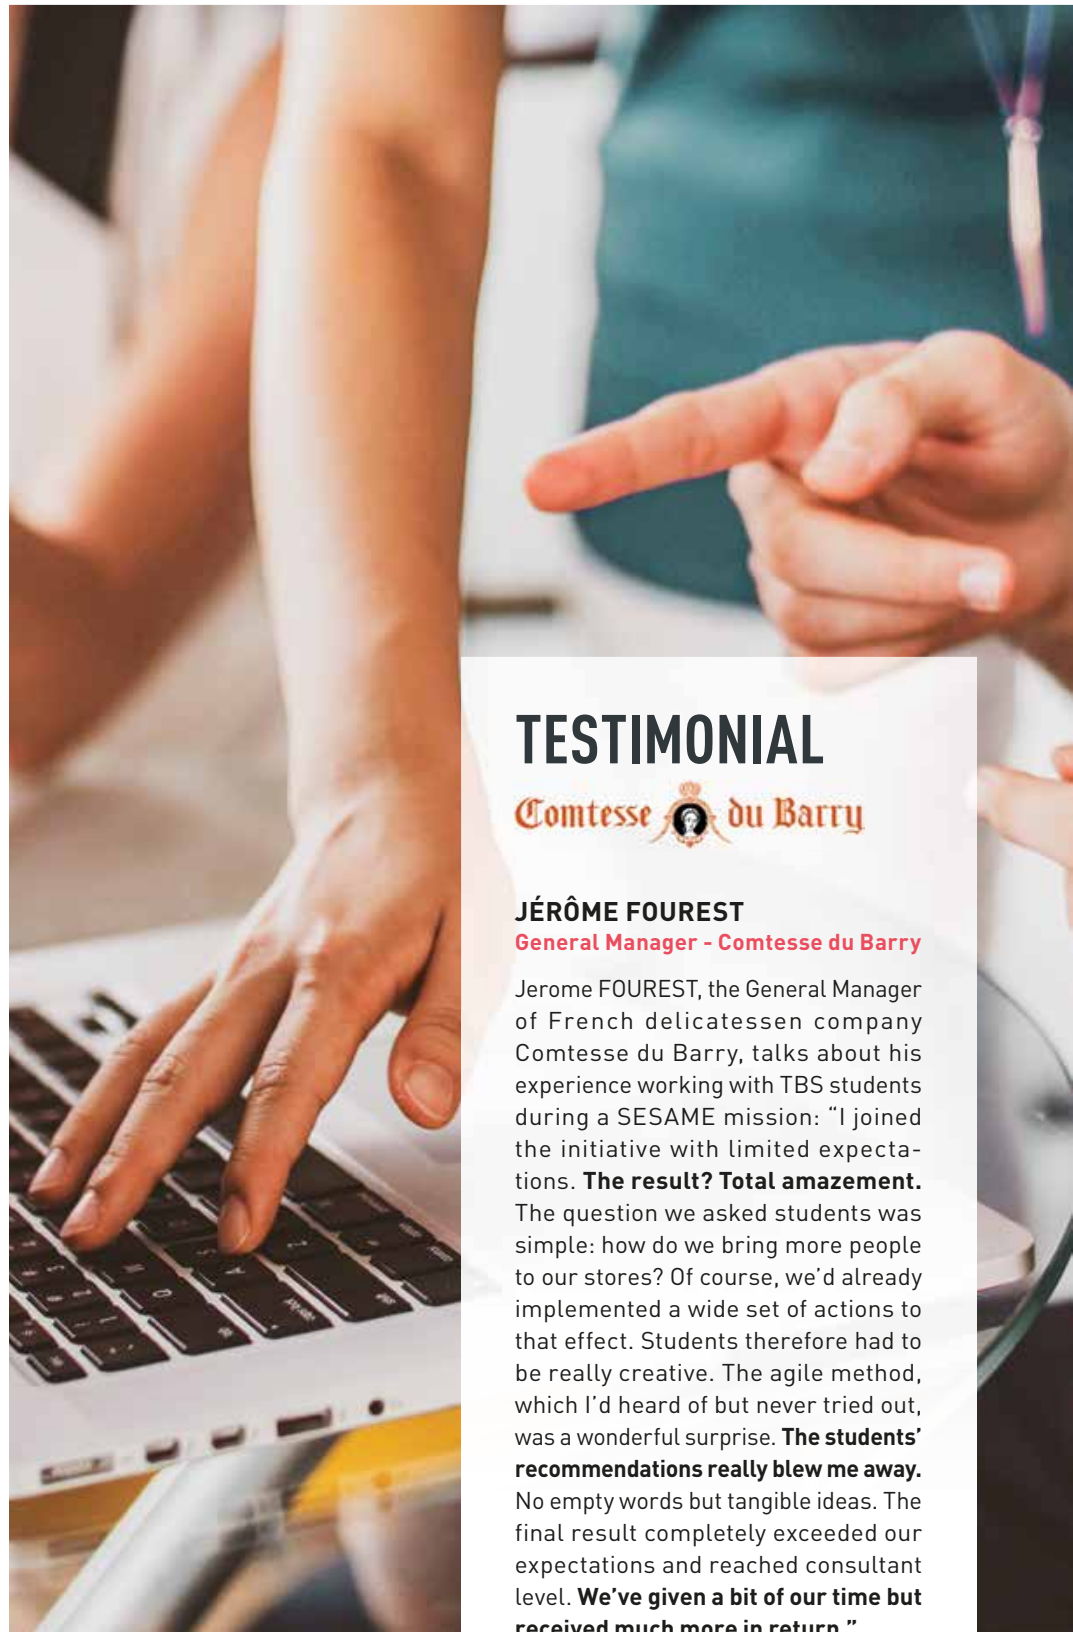 TESTIMONIAL
Comtesse du Barry
JÉRÔME FOUREST
General Manager - Comtesse du Barry
Jerome FOUREST, the General Manager
of French delicatessen company
Comtesse du Barry, talks about his
experience working with TBS students
during a SESAME mission: “I joined
the initiative with limited expecta-
tions. The result? Total amazement.
The question we asked students was
simple: how do we bring more people
to our stores? Of course, we’d already
implemented a wide set of actions to
that effect. Students therefore had to
be really creative. The agile method,
which I’d heard of but never tried out,
was a wonderful surprise. The students’
recommendations really blew me away.
No empty words but tangible ideas. The
final result completely exceeded our
expectations and reached consultant
level. We’ve given a bit of our time but
received much more in return.”